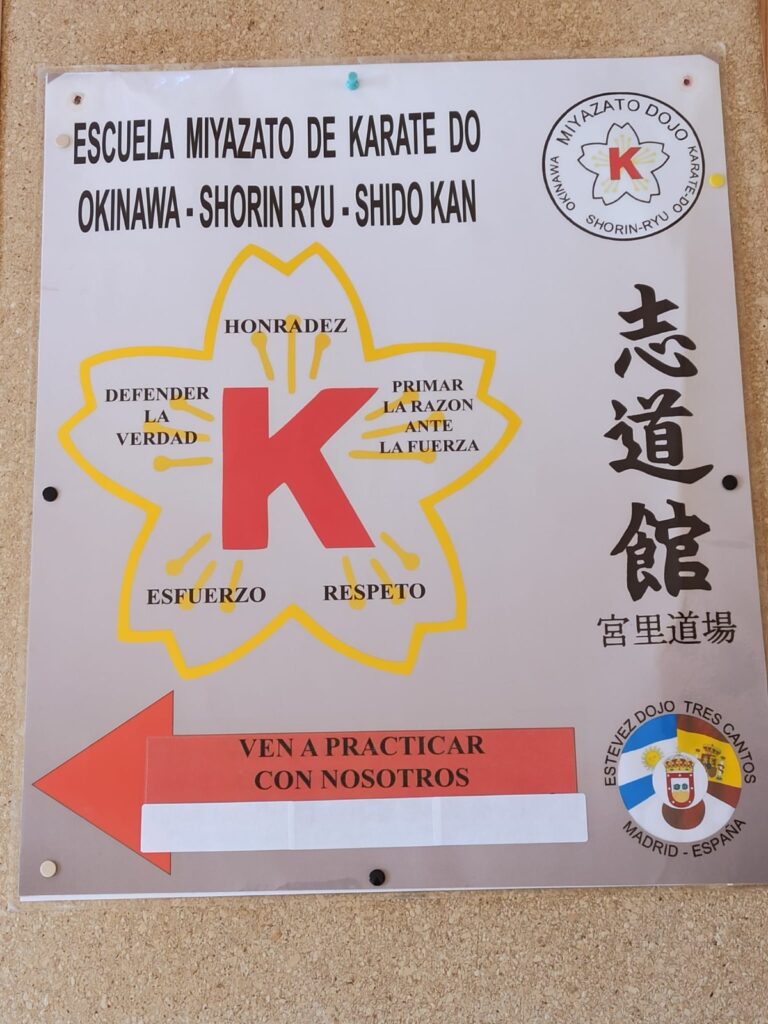 ESCUELA MIYAZATO DE KARATE DO
OKINAWA - SHORIN RYU - SHIDO KAN
MIYAZATO DOJO
KARATE-DO
SHORIN-RYU
OKINAWA
K
HONRADEZ
DEFENDER
LA
VERDAD
PRIMAR
LA RAZON
ANTE
LA FUERZA
K
ESFUERZO
RESPETO
志道館
宮里道場
VEN A PRACTICAR
CON NOSOTROS
ESTEVEZ DOJO TRES CANTOS
MADRID - ESPAÑA